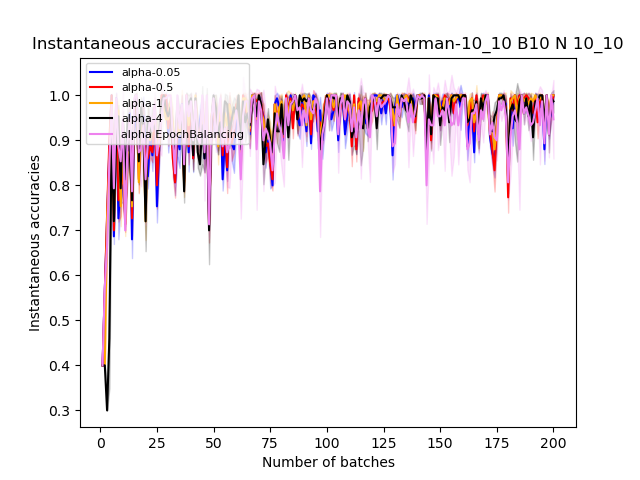 Instantaneous accuracies EpochBalancing German-10_10 B10 N 10_10
alpha-0.05
alpha-0.5
alpha-1
alpha-4
alpha EpochBalancing
1.0
0.9
0.8
0.7
0.6
0.5
0.4
0.3
Instantaneous accuracies
0 25 50 75 100 125 150 175 200
Number of batches